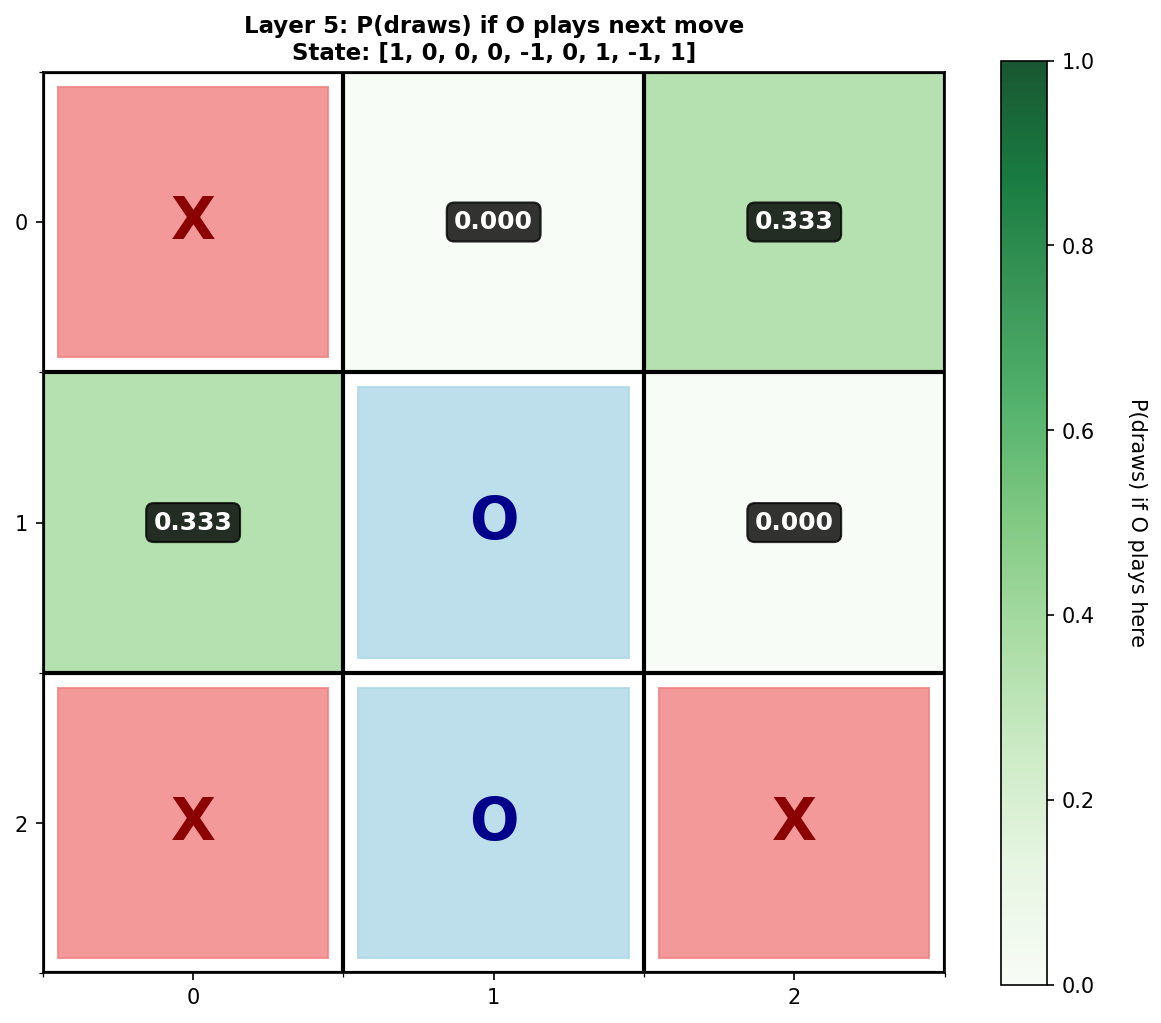 Layer 5: P(draws) if O plays next move
State: [1, 0, 0, 0, -1, 0, 1, -1, 1]
X 0.000 0.333
0.333 O 0.000
X O X
0
1
2
0 1 2
1.0
0.8
0.6
0.4
0.2
0.0
P(draws) if O plays here